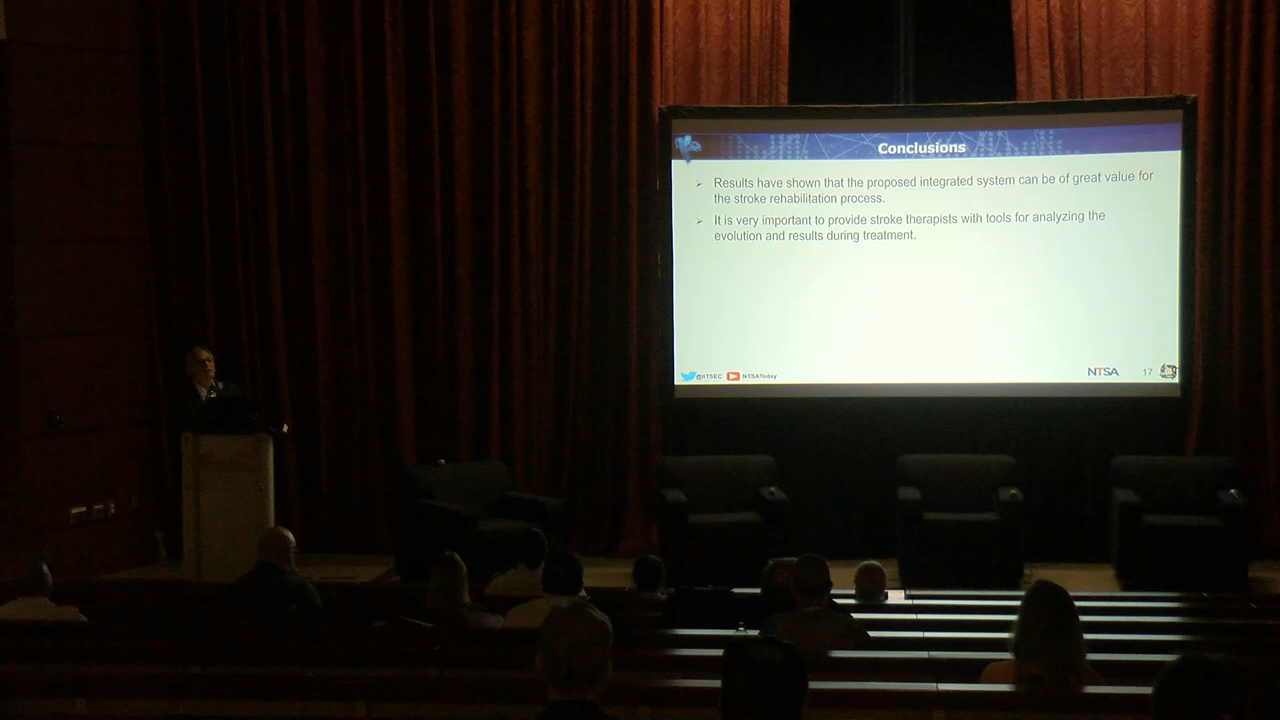 Conclusions
Results have shown that the proposed integrated system can be of great value for
the stroke rehabilitation process.
It is very important to provide stroke therapists with tools for analyzing the
evolution and results during treatment.
@IITSEC NTSAToday
NTSA 17